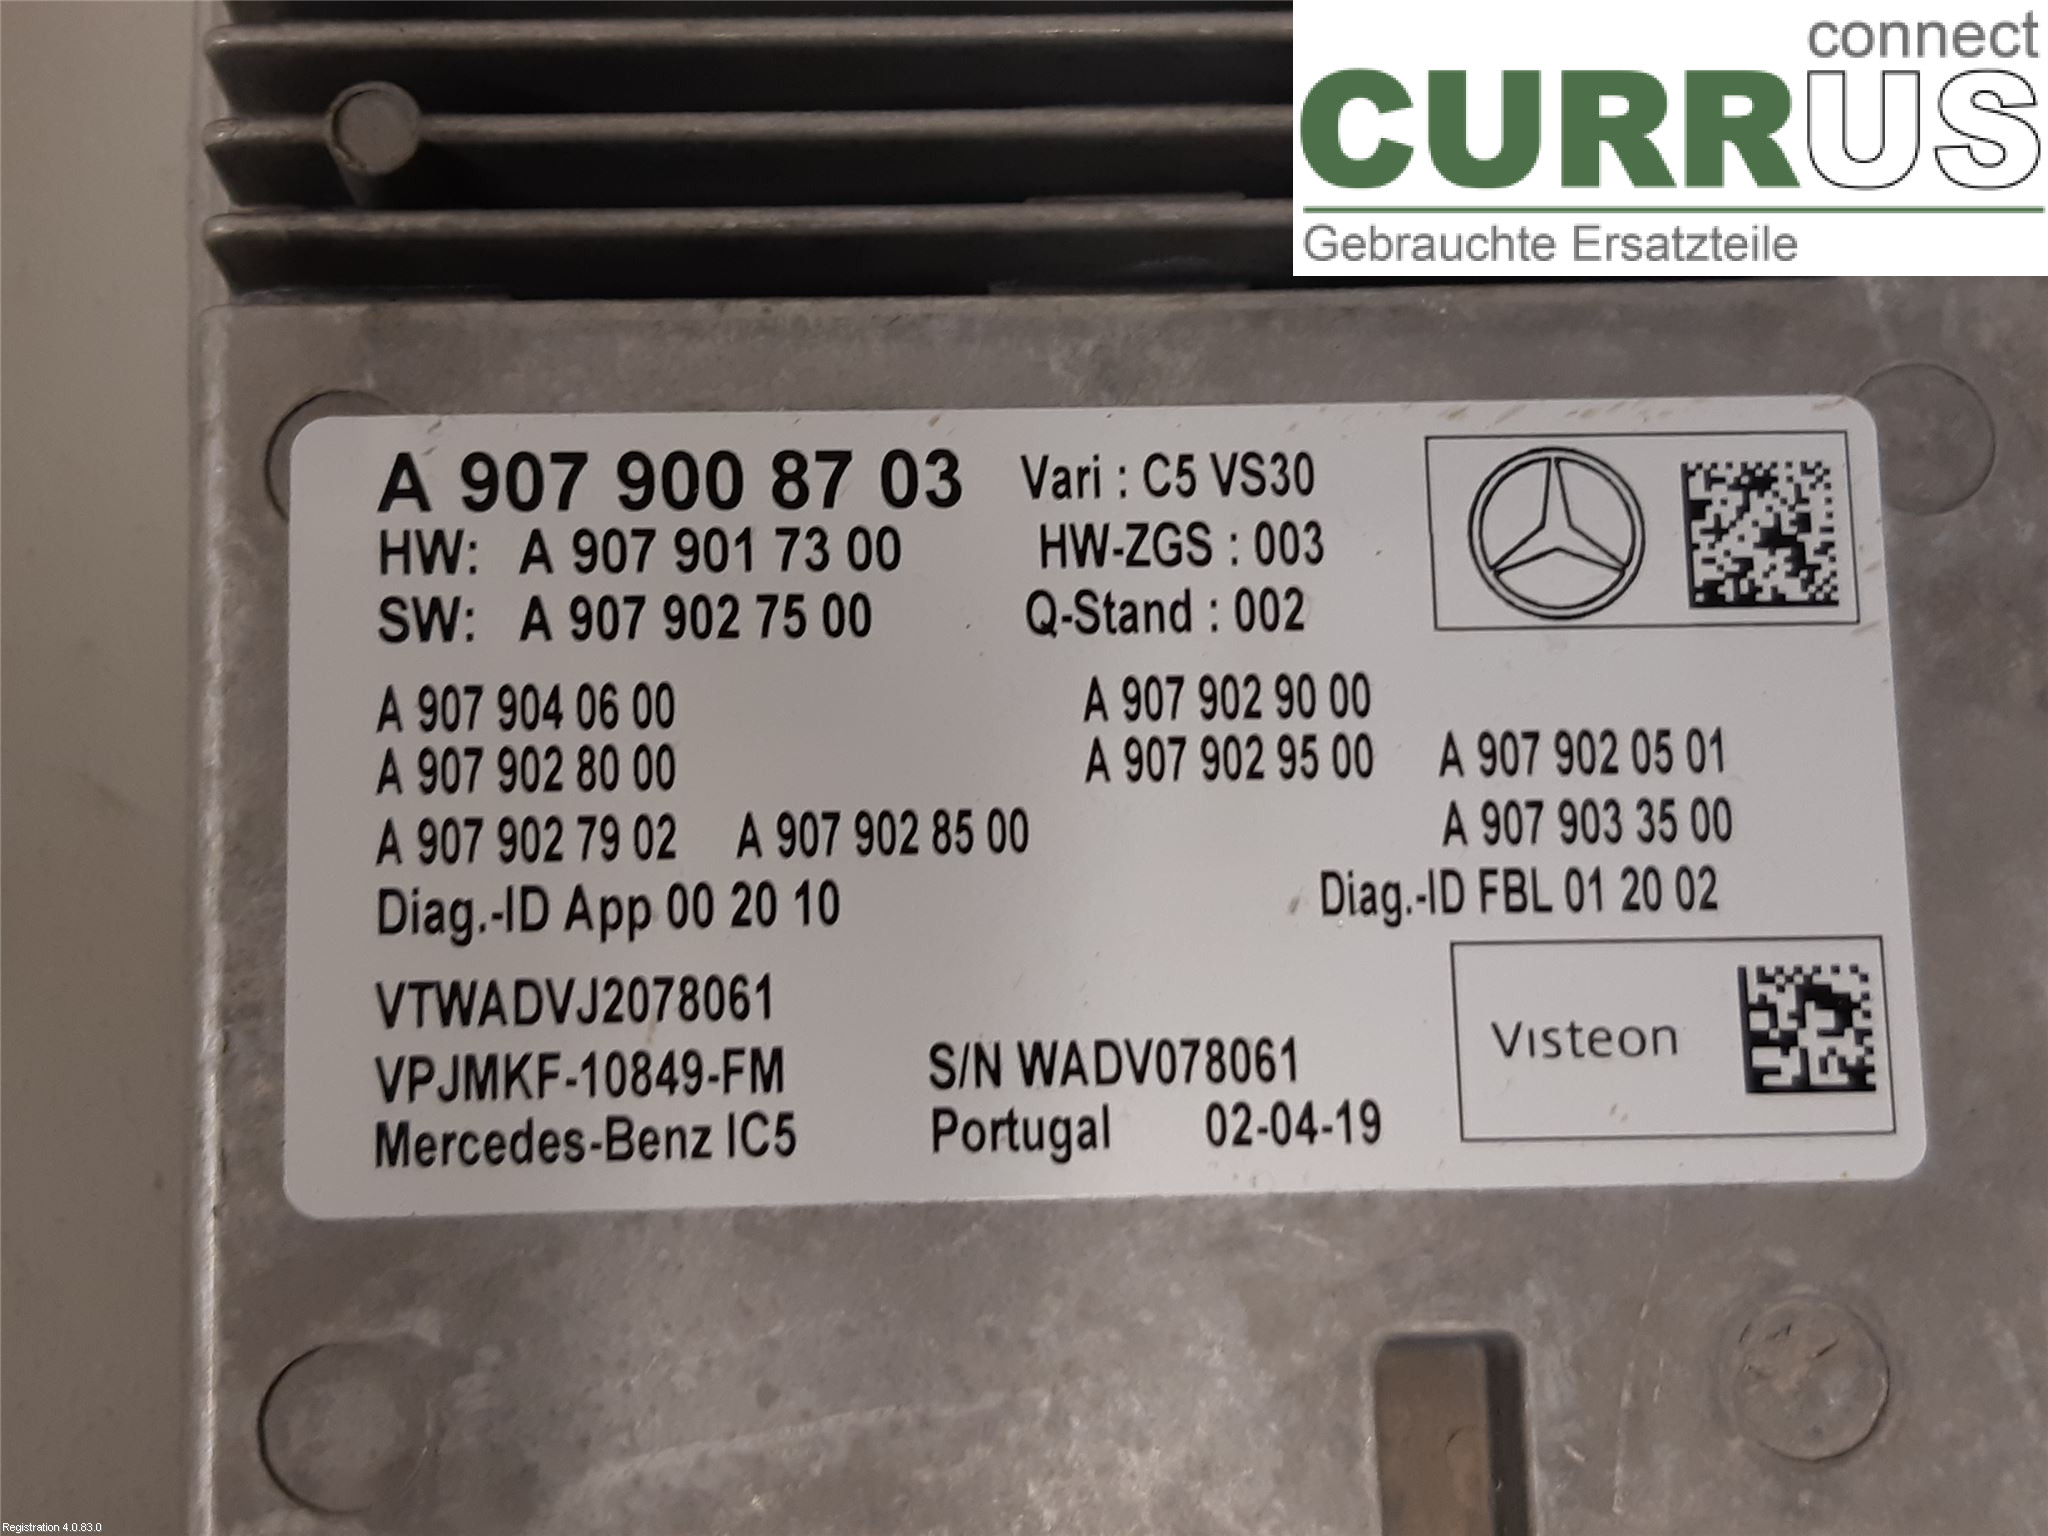 connect
CURRUS
Gebrauchte Ersatzteile
A 907 900 87 03 Vari : C5 VS30
HW: A 907 901 73 00 HW-ZGS : 003
SW: A 907 902 75 00 Q-Stand : 002
A 907 904 06 00 A 907 902 90 00
A 907 902 80 00 A 907 902 95 00 A 907 902 05 01
A 907 902 79 02 A 907 902 85 00 A 907 903 35 00
Diag.-ID App 00 20 10 Diag.-ID FBL 01 20 02
VTWADVJ2078061
VPJMKF-10849-FM S/N WADV078061
Mercedes-Benz IC5 Portugal 02-04-19
Visteon
Registration 4.0.83.0